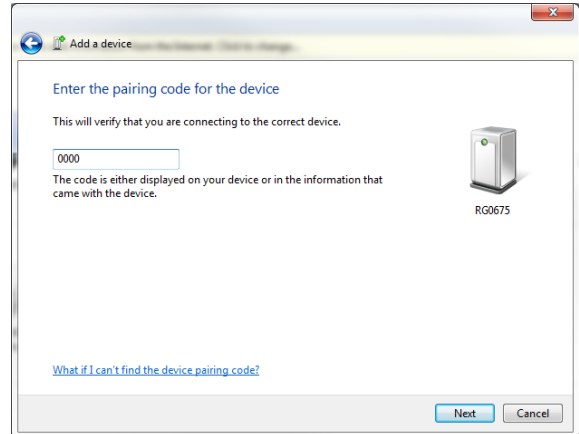 Add a device
Enter the pairing code for the device
This will verify that you are connecting to the correct device.
0000
The code is either displayed on your device or in the information that
came with the device.
RG0675
What if I can't find the device pairing code?
Next
Cancel